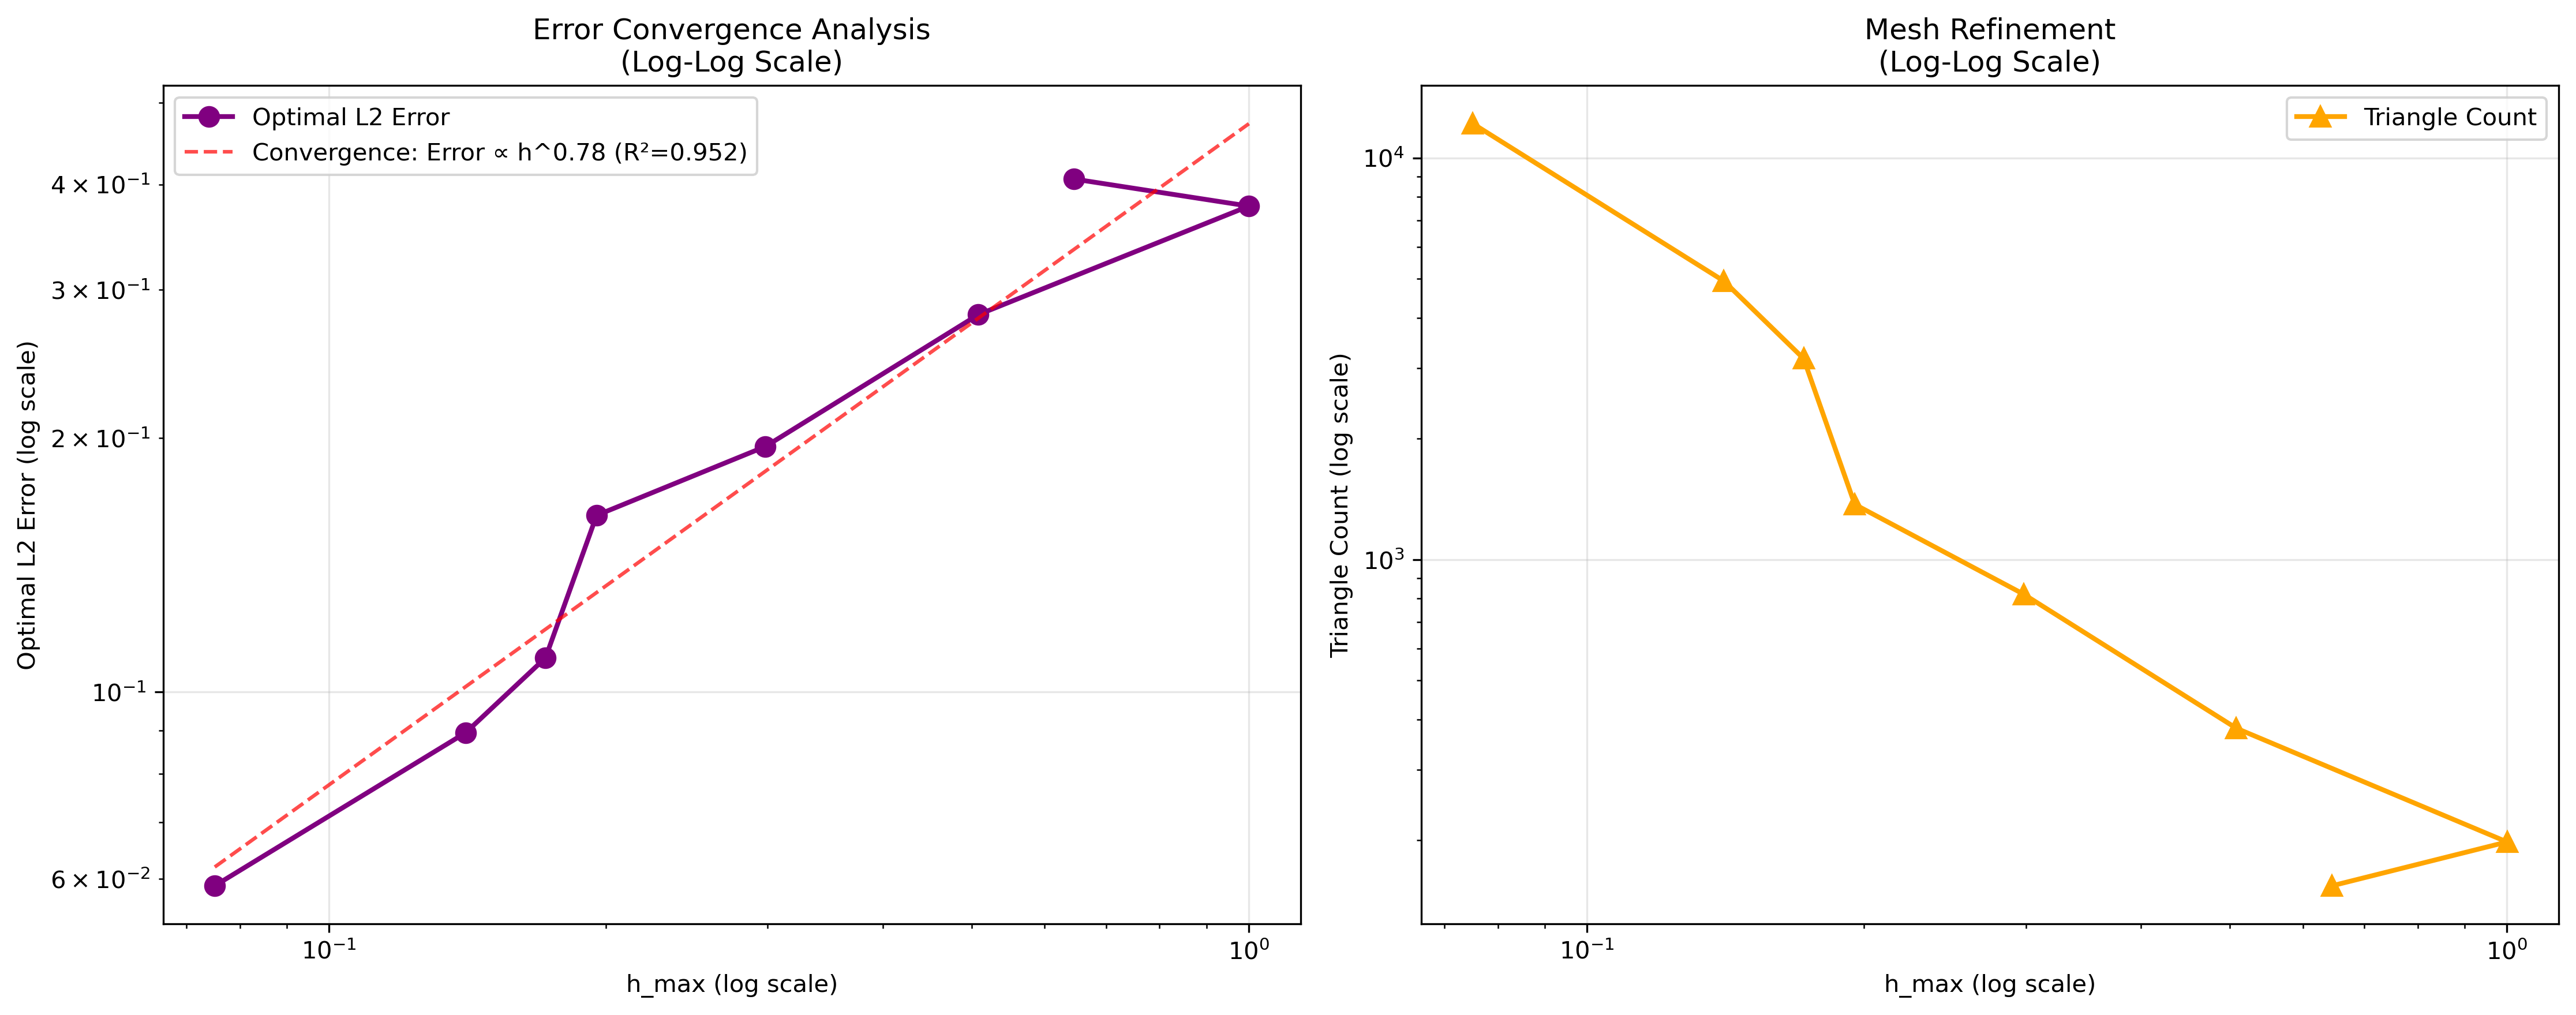 Error Convergence Analysis
(Log-Log Scale)
Optimal L2 Error
Convergence: Error ∝ h^0.78 (R²=0.952)
Optimal L2 Error (log scale)
4 × 10⁻¹
3 × 10⁻¹
2 × 10⁻¹
10⁻¹
6 × 10⁻²
10⁻¹
10⁰
h_max (log scale)
Mesh Refinement
(Log-Log Scale)
Triangle Count
Triangle Count (log scale)
10⁴
10³
10⁻¹
10⁰
h_max (log scale)